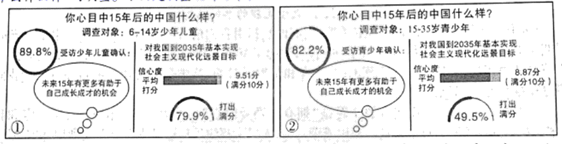 你心目中15年后的中国什么样?
调查对象：6-14岁少年儿童
89.8%
受访少年儿童确认:
未来15年有更多有助于
自己成长成才的机会
对我国到2035年基本实现
社会主义现代化远景目标
信心度
平均
打分
9.51分
(满分10分)
79.9%
打出
满分
①
你心目中15年后的中国什么样?
调查对象：15-35岁青少年
82.2%
受访青少年确认:
未来15年有更多有助于
自己成长成才的机会
对我国到2035年基本实现
社会主义现代化远景目标
信心度
平均
打分
8.87分
(满分10分)
49.5%
打出
满分
②